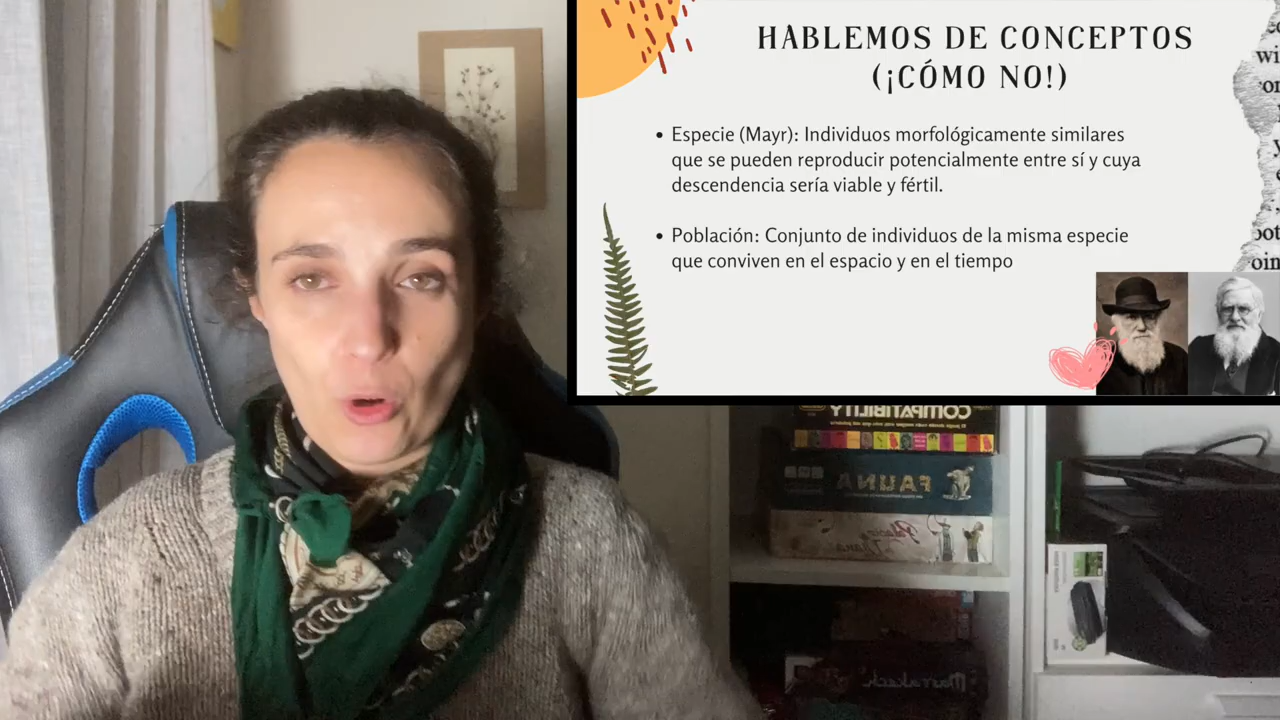 HABLEMOS DE CONCEPTOS
(¡CÓMO NO!)
• Especie (Mayr): Individuos morfológicamente similares
que se pueden reproducir potencialmente entre sí y cuya
descendencia sería viable y fértil.
• Población: Conjunto de individuos de la misma especie
que conviven en el espacio y en el tiempo
COMPATIBILITY
FAUNA
Marrakech